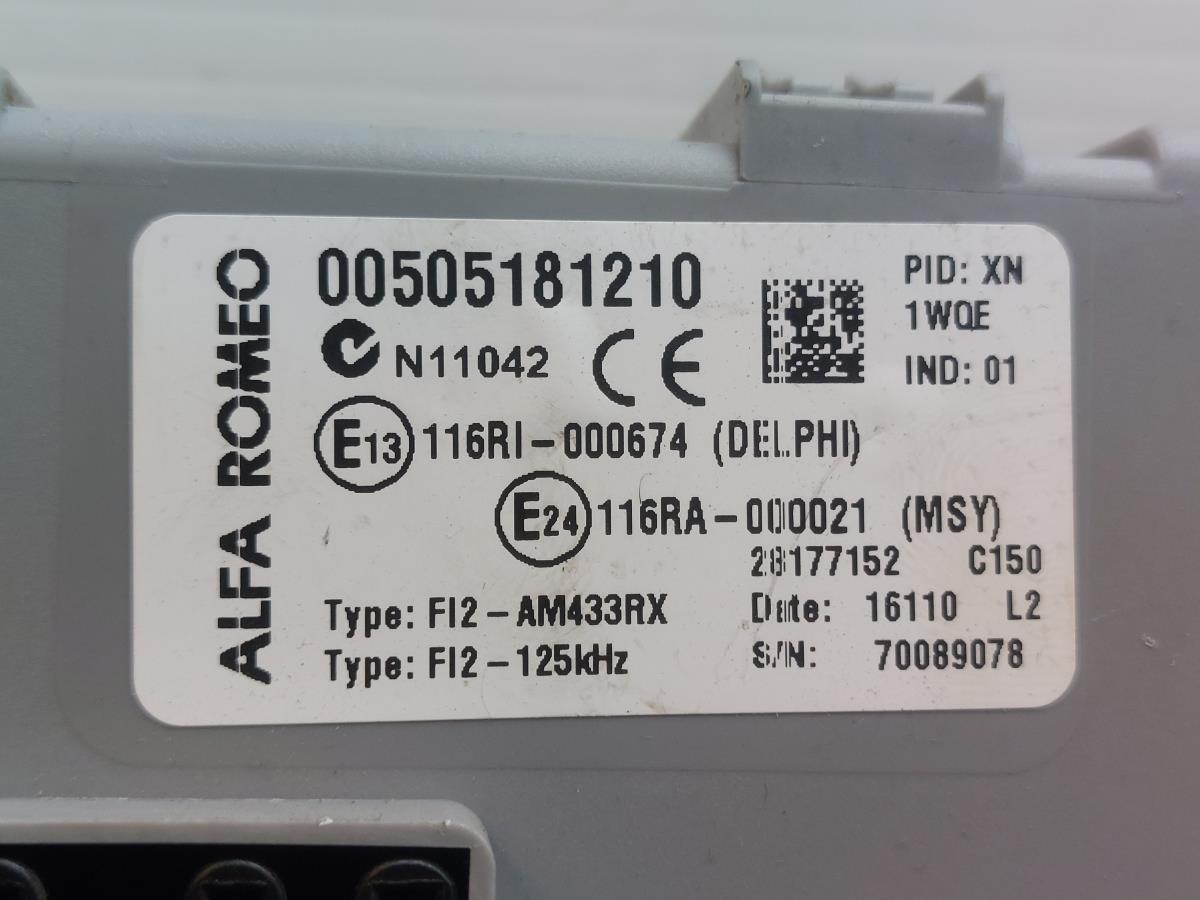 ALFA ROMEO
00505181210
PID: XN
1WQE
N11042
CE
IND: 01
E13 116RI-000674 (DELPHI)
E24 116RA-000021 (MSY)
28177152 C150
Type: FI2-AM433RX
Date: 16110 L2
Type: FI2-125kHz
S/N: 70089078